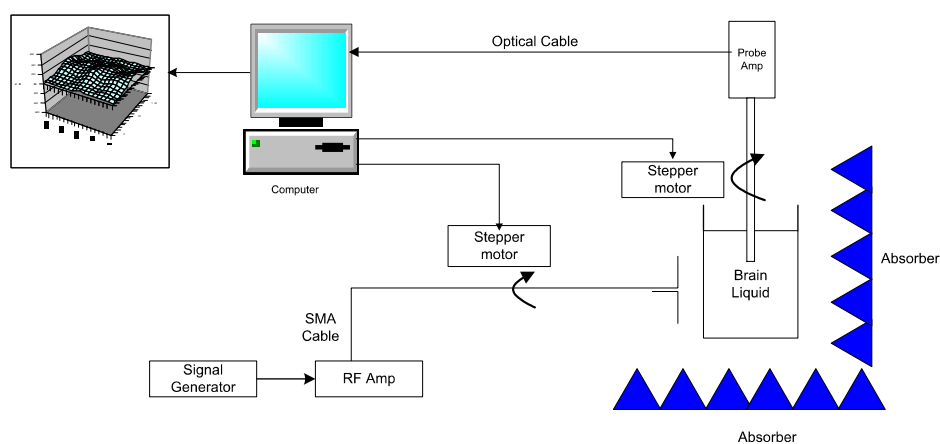 Optical Cable
Probe
Amp
Computer
Stepper
motor
Stepper
motor
Absorber
Brain
Liquid
SMA
Cable
Signal
Generator
RF Amp
Absorber